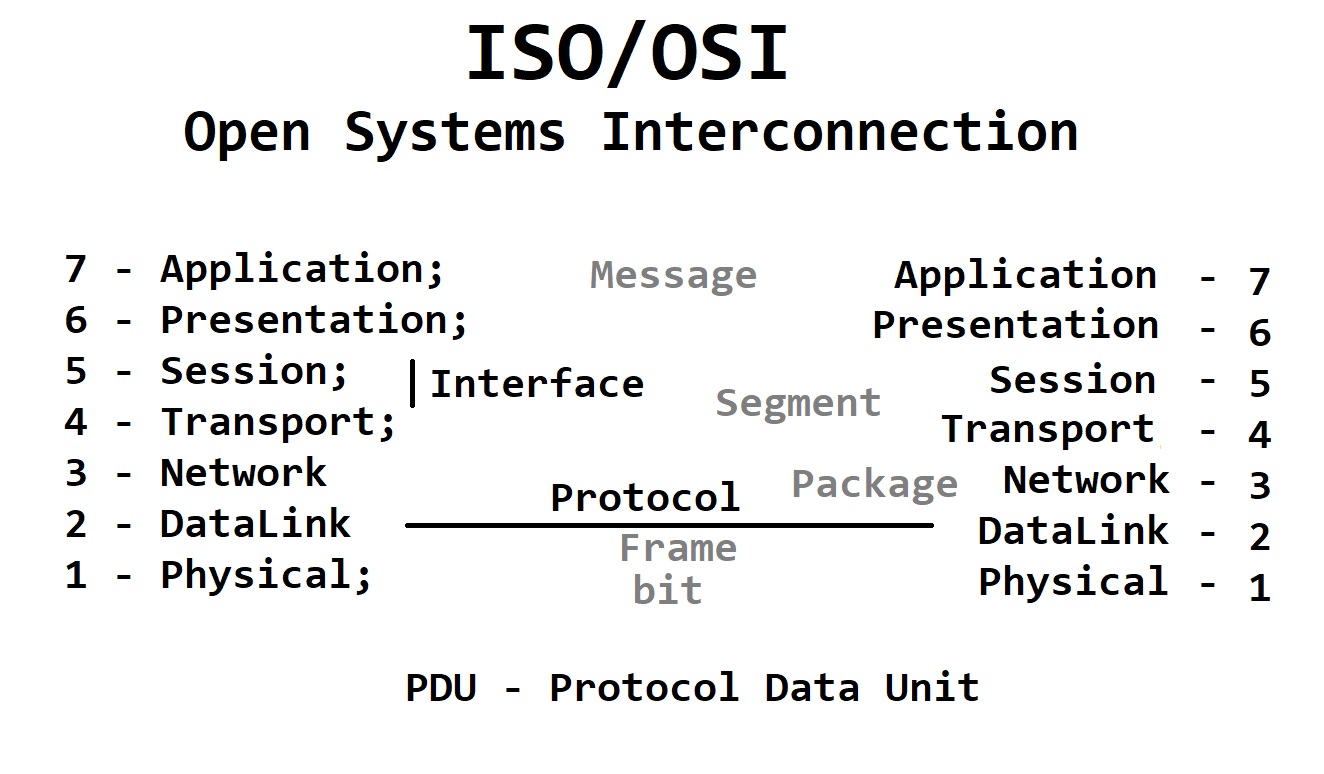 ISO/OSI
Open Systems Interconnection
7 - Application;
Message
Application - 7
6 - Presentation;
Presentation - 6
5 - Session;
Interface
Session - 5
4 - Transport;
Segment
Transport - 4
3 - Network
Protocol
Package
Network - 3
2 - DataLink
Frame
DataLink - 2
1 - Physical;
bit
Physical - 1
PDU - Protocol Data Unit